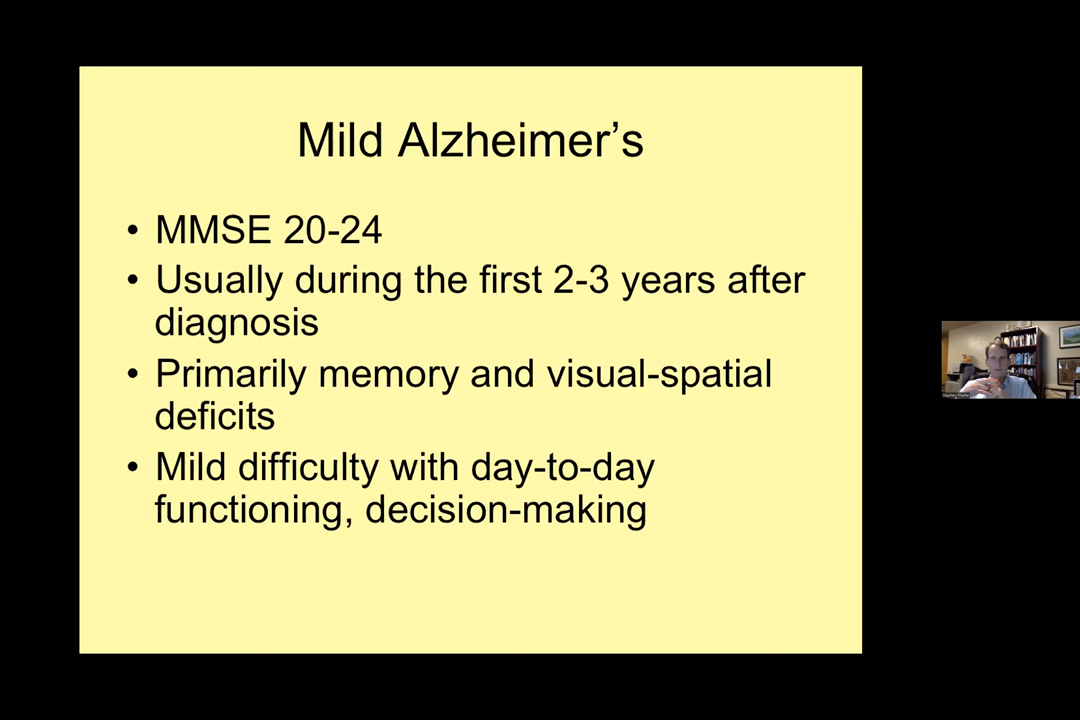 Mild Alzheimer's
• MMSE 20-24
• Usually during the first 2-3 years after
diagnosis
• Primarily memory and visual-spatial
deficits
• Mild difficulty with day-to-day
functioning, decision-making